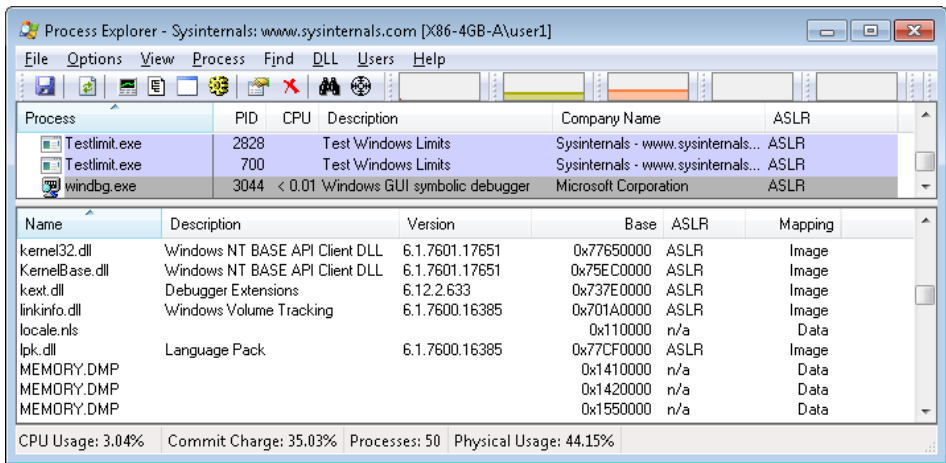 Process Explorer - Sysinternals: www.sysinternals.com [X86-4GB-A\user1]
File Options View Process Find DLL Users Help
Process PID CPU Description Company Name ASLR
Testlimit.exe 2828 Test Windows Limits Sysinternals - www.sysinternals... ASLR
Testlimit.exe 700 Test Windows Limits Sysinternals - www.sysinternals... ASLR
windbg.exe 3044 < 0.01 Windows GUI symbolic debugger Microsoft Corporation ASLR
Name Description Version Base ASLR Mapping
kernel32.dll Windows NT BASE API Client DLL 6.1.7601.17651 0x77650000 ASLR Image
KernelBase.dll Windows NT BASE API Client DLL 6.1.7601.17651 0x75EC0000 ASLR Image
kext.dll Debugger Extensions 6.12.2.633 0x737E0000 ASLR Image
linkinfo.dll Windows Volume Tracking 6.1.7600.16385 0x701A0000 ASLR Image
locale.nls 0x110000 n/a Data
lpk.dll Language Pack 6.1.7600.16385 0x77CF0000 ASLR Image
MEMORY.DMP 0x1410000 n/a Data
MEMORY.DMP 0x1420000 n/a Data
MEMORY.DMP 0x1550000 n/a Data
CPU Usage: 3.04% Commit Charge: 35.03% Processes: 50 Physical Usage: 44.15%